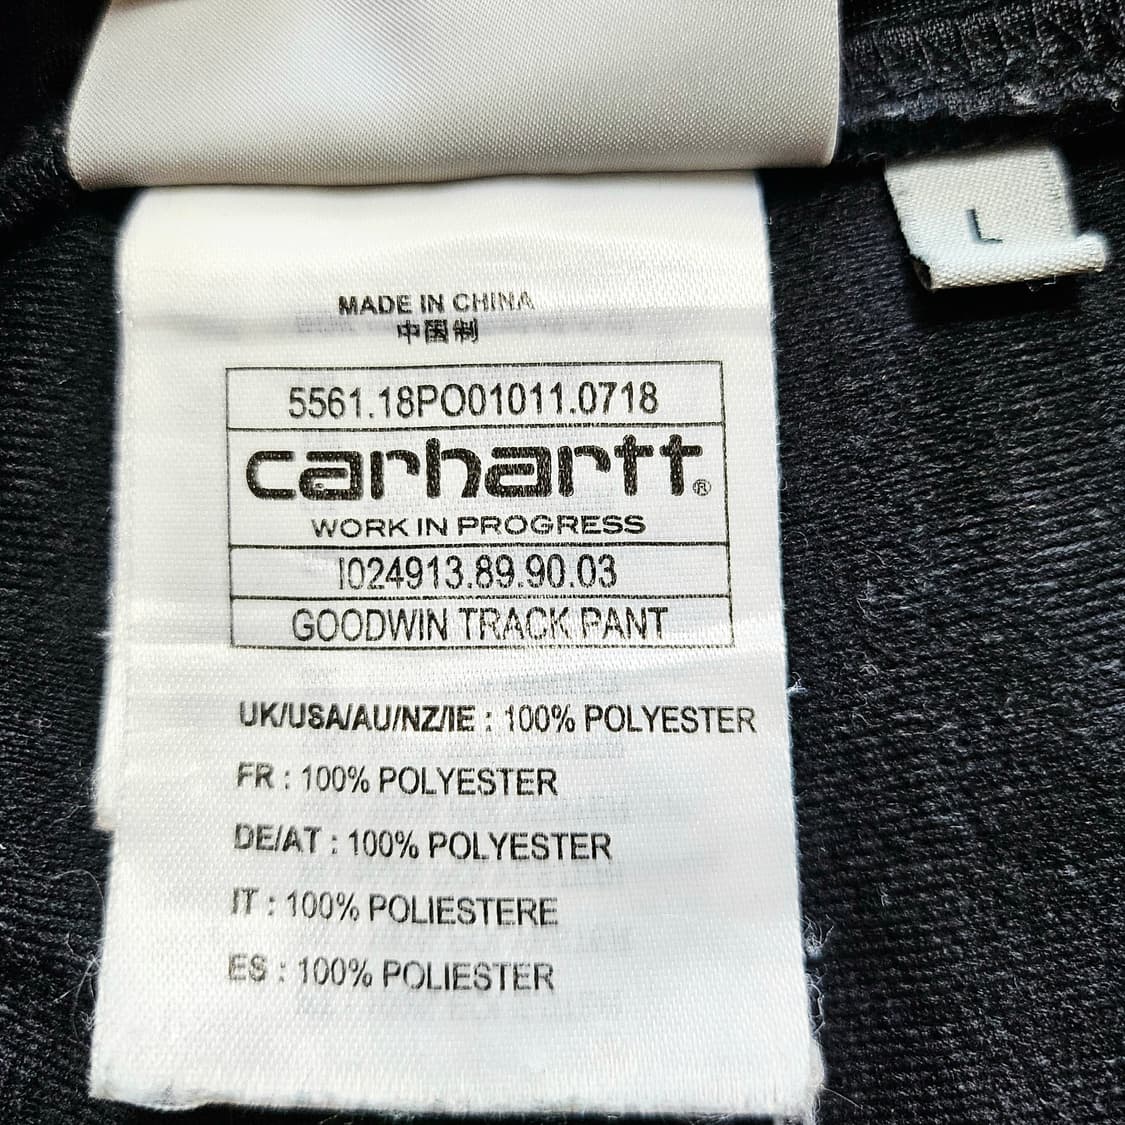 MADE IN CHINA
中国制
5561.18PO01011.0718
carhartt®
WORK IN PROGRESS
I024913.89.90.03
GOODWIN TRACK PANT
UK/USA/AU/NZ/IE : 100% POLYESTER
FR : 100% POLYESTER
DE/AT : 100% POLYESTER
IT : 100% POLIESTERE
ES : 100% POLIESTER
L